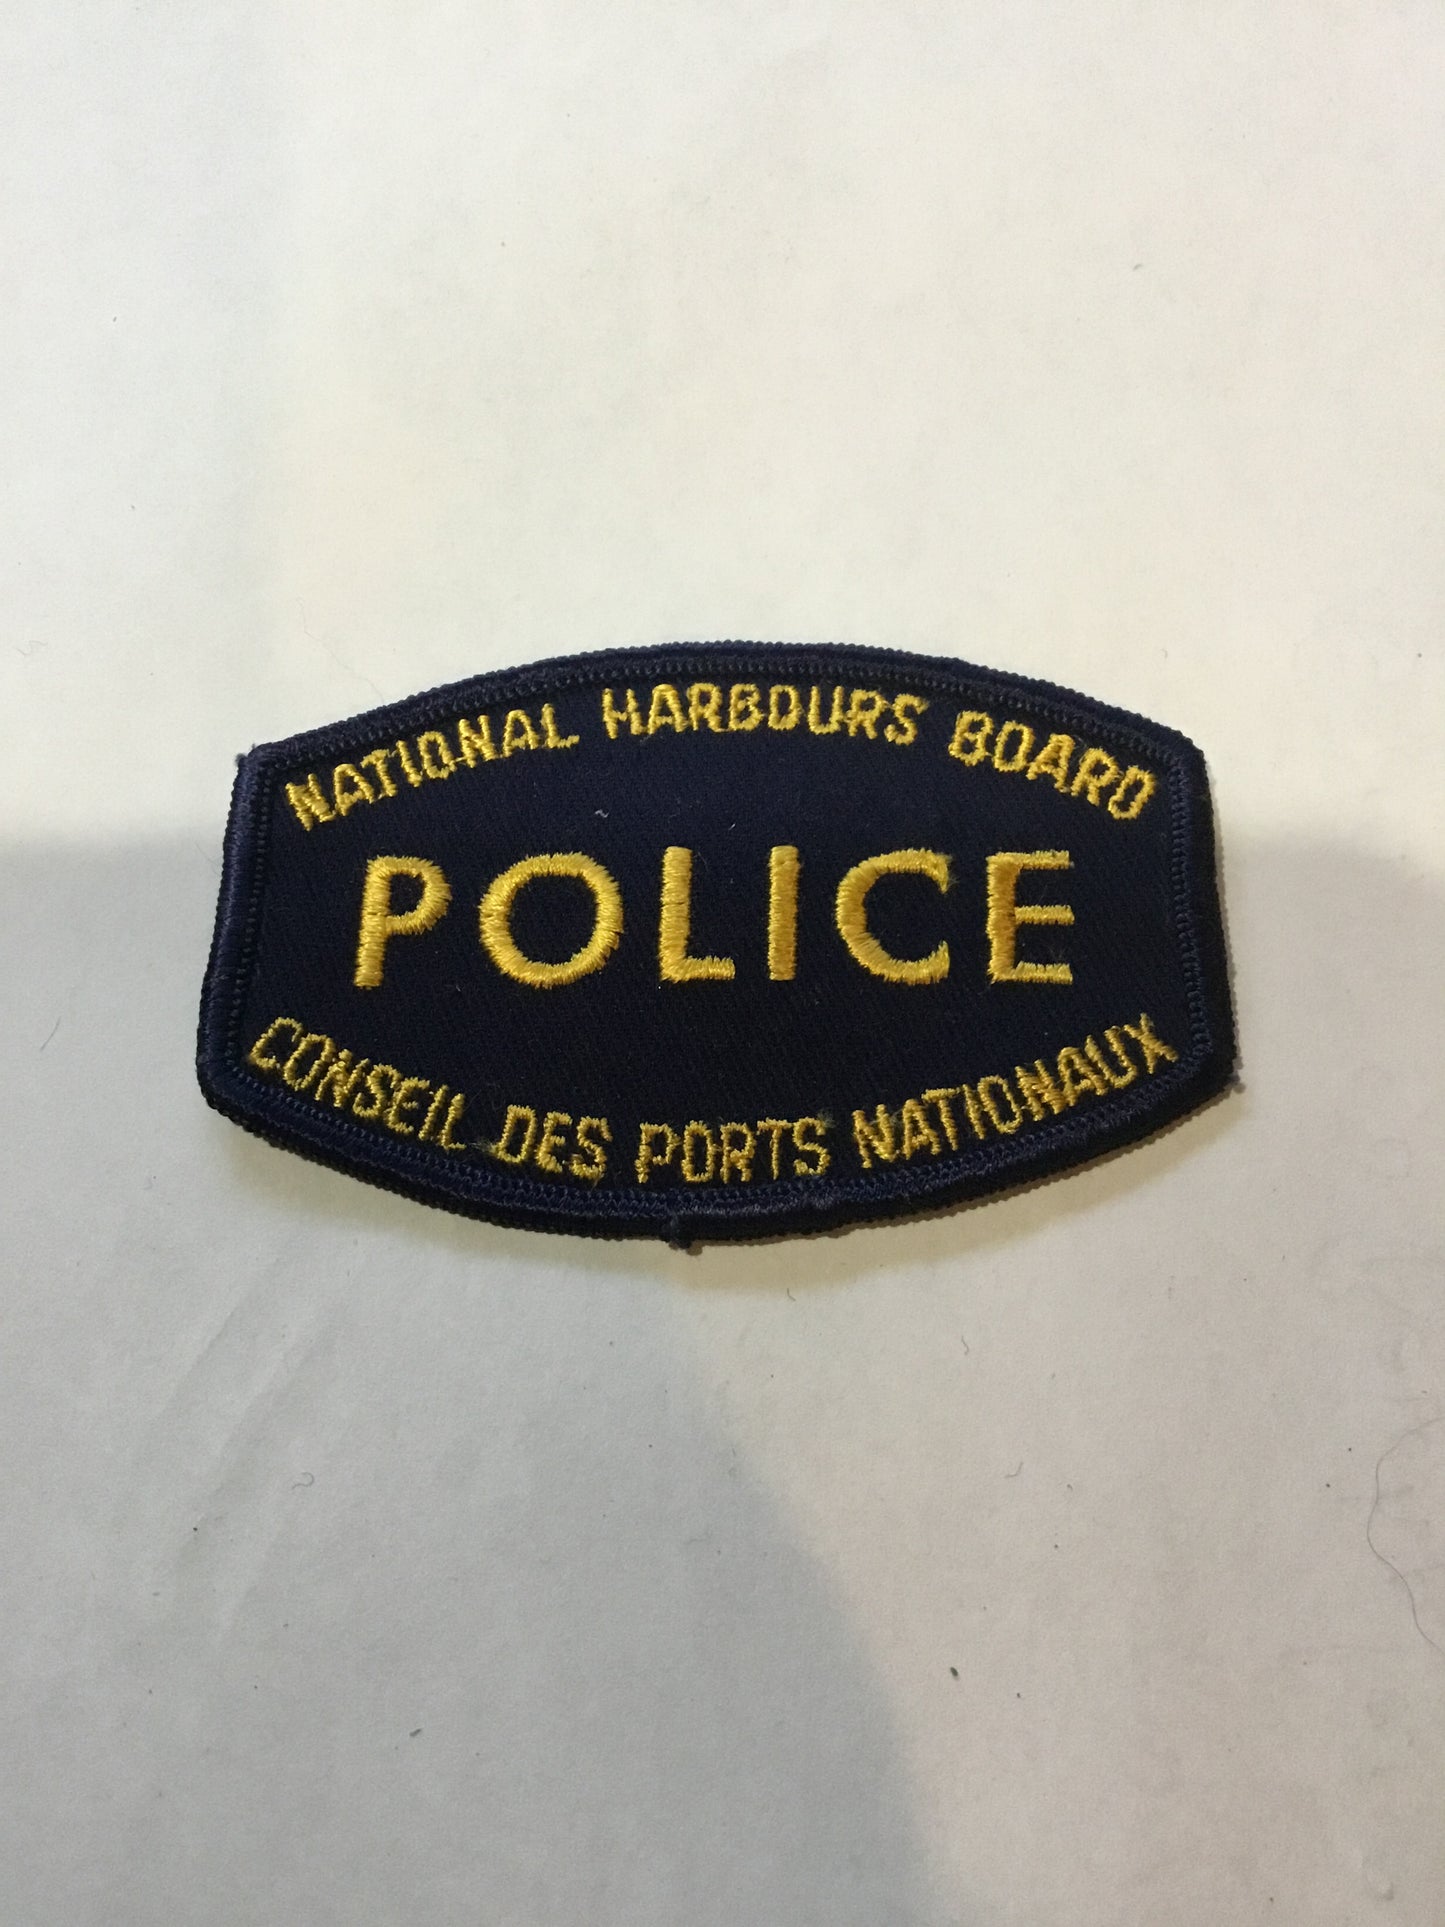 NATIONAL HARBOURS BOARD
POLICE
CONSEIL DES PORTS NATIONAUX